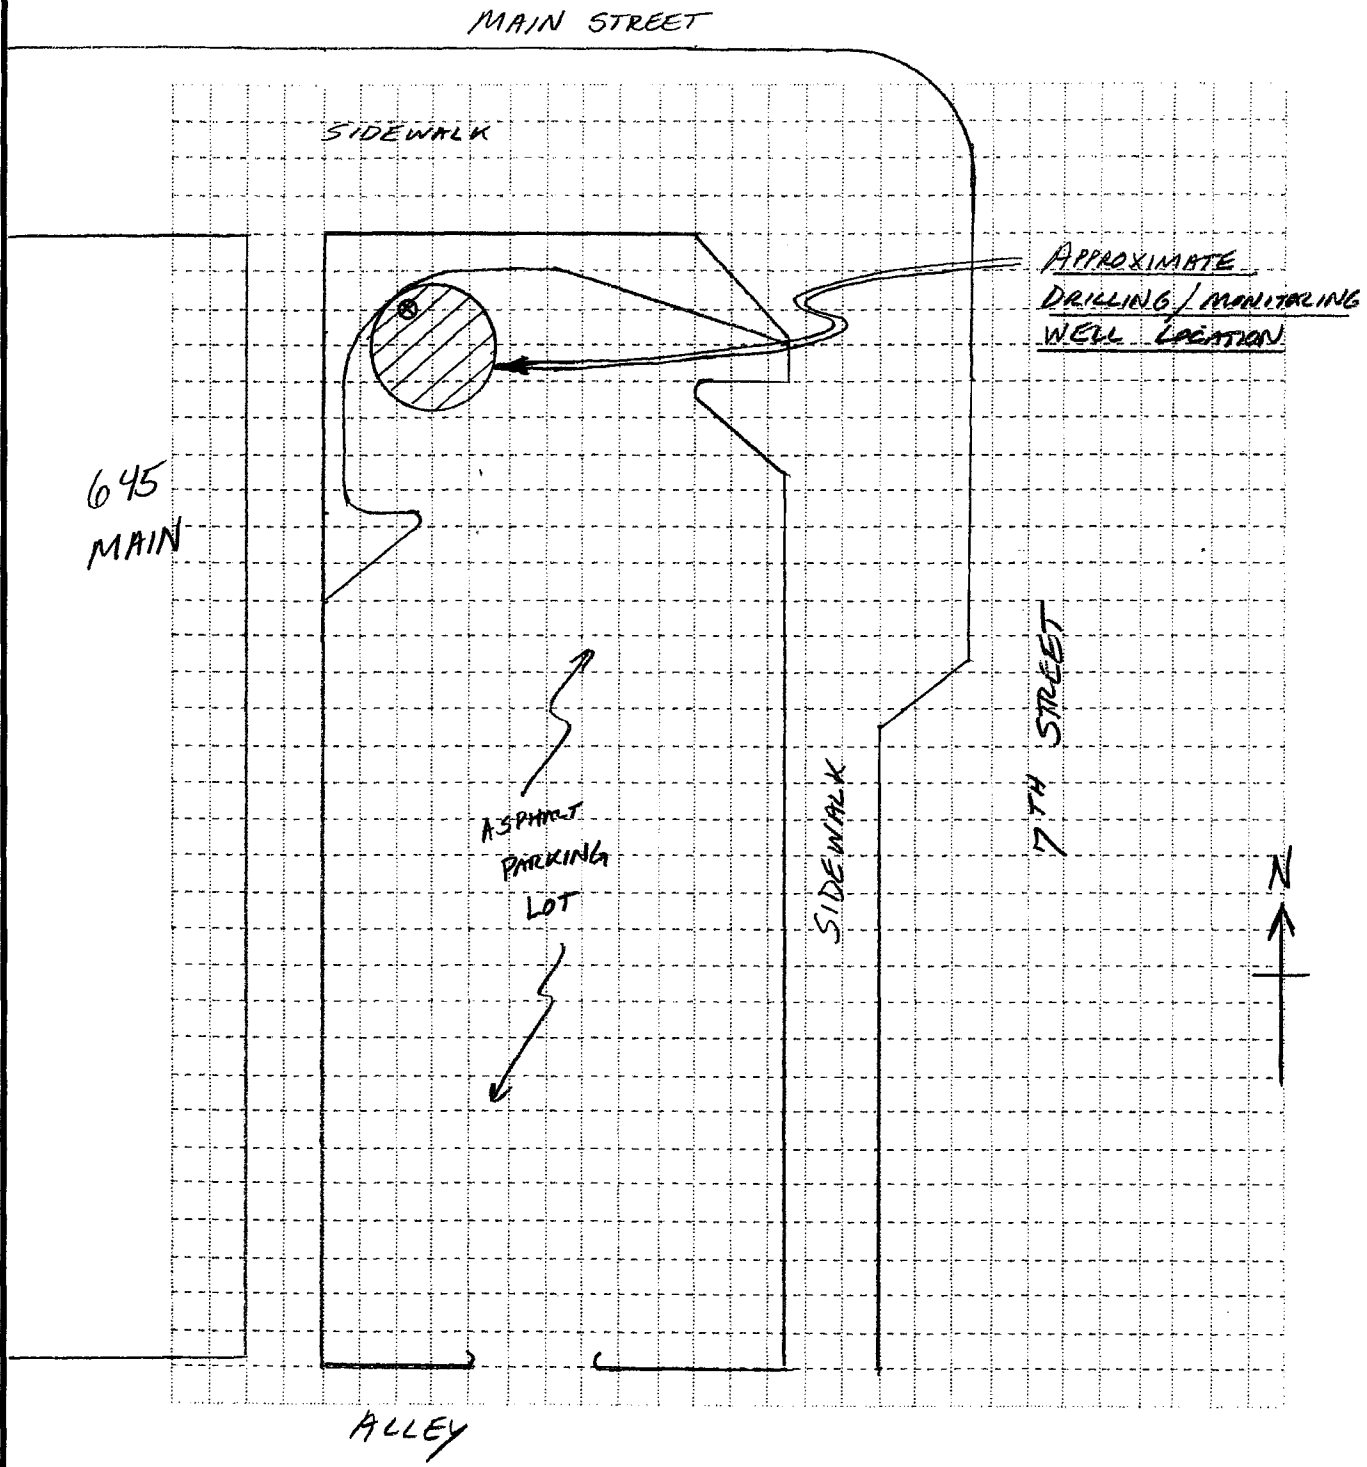 MAIN STREET
SIDEWALK
APPROXIMATE
DRILLING / MONITORING
WELL LOCATION
645
MAIN
7TH STREET
SIDEWALK
ASPHALT
PARKING
LOT
N
ALLEY